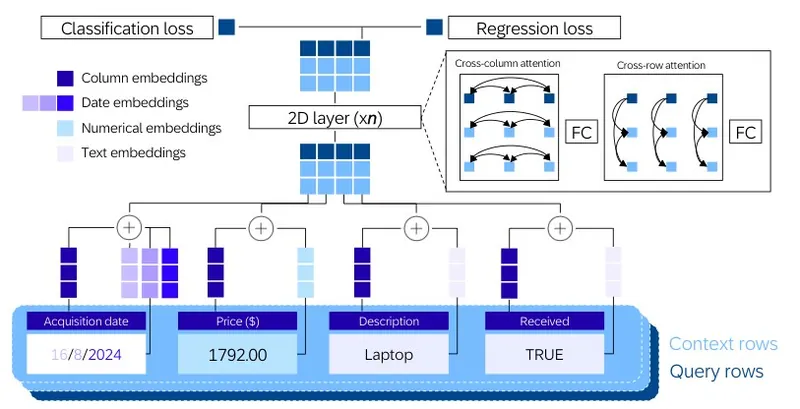 Classification loss
Regression loss
Column embeddings
Date embeddings
Numerical embeddings
Text embeddings
2D layer (xn)
Cross-column attention
Cross-row attention
FC
FC
+
+
+
+
Acquisition date
Price ($)
Description
Received
16/8/2024
1792.00
Laptop
TRUE
Context rows
Query rows